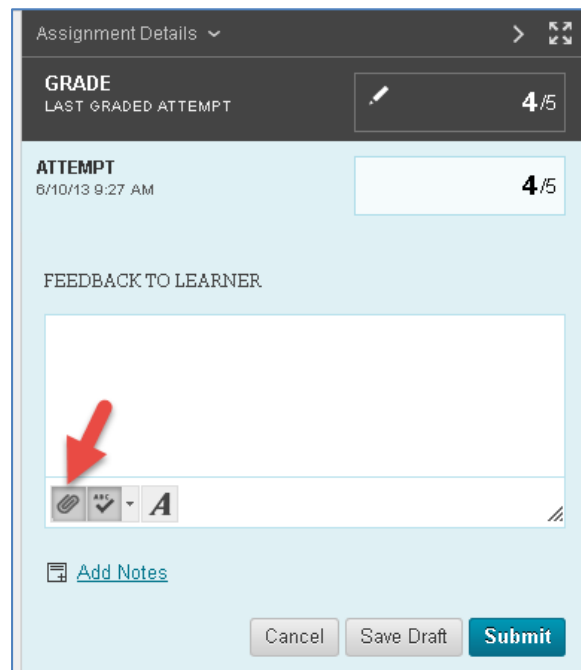 Assignment Details
GRADE
LAST GRADED ATTEMPT
4/5
ATTEMPT
6/10/13 9:27 AM
4/5
FEEDBACK TO LEARNER
ABC
A
Add Notes
Cancel Save Draft Submit